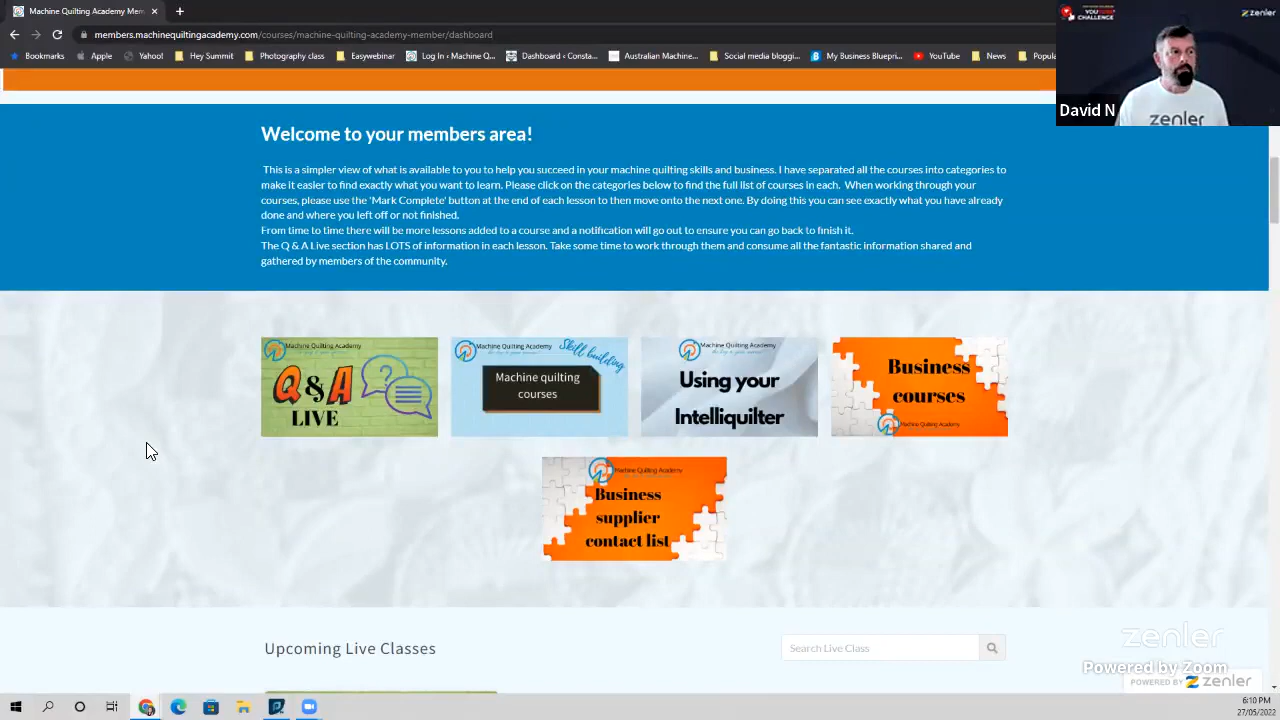 Machine Quilting Academy Mem
members.machinequiltingacademy.com/courses/machine-quilting-academy-member/dashboard
Bookmarks
Apple
Yahoo!
Hey Summit
Photography class
Easywebinar
Log In ‹ Machine Q...
Dashboard ‹ Consta...
Australian Machine...
Social media bloggi...
My Business Blueprin...
YouTube
News
Popula
YOU
CHALLENGE
zenler
David N
zenler
Welcome to your members area!
This is a simpler view of what is available to you to help you succeed in your machine quilting skills and business. I have separated all the courses into categories to
make it easier to find exactly what you want to learn. Please click on the categories below to find the full list of courses in each. When working through your
courses, please use the 'Mark Complete' button at the end of each lesson to then move onto the next one. By doing this you can see exactly what you have already
done and where you left off or not finished.
From time to time there will be more lessons added to a course and a notification will go out to ensure you can go back to finish it.
The Q & A Live section has LOTS of information in each lesson. Take some time to work through them and consume all the fantastic information shared and
gathered by members of the community.
Machine Quilting Academy
Q & A
LIVE
Machine Quilting Academy
Skill building
Machine quilting
courses
Machine Quilting Academy
Using your
Intelliquilter
Business
courses
Machine Quilting Academy
Machine Quilting Academy
Business
supplier
contact list
Upcoming Live Classes
Search Live Class
zenler
Powered by Zoom
POWERED BY zenler
6:10 PM
27/05/2022